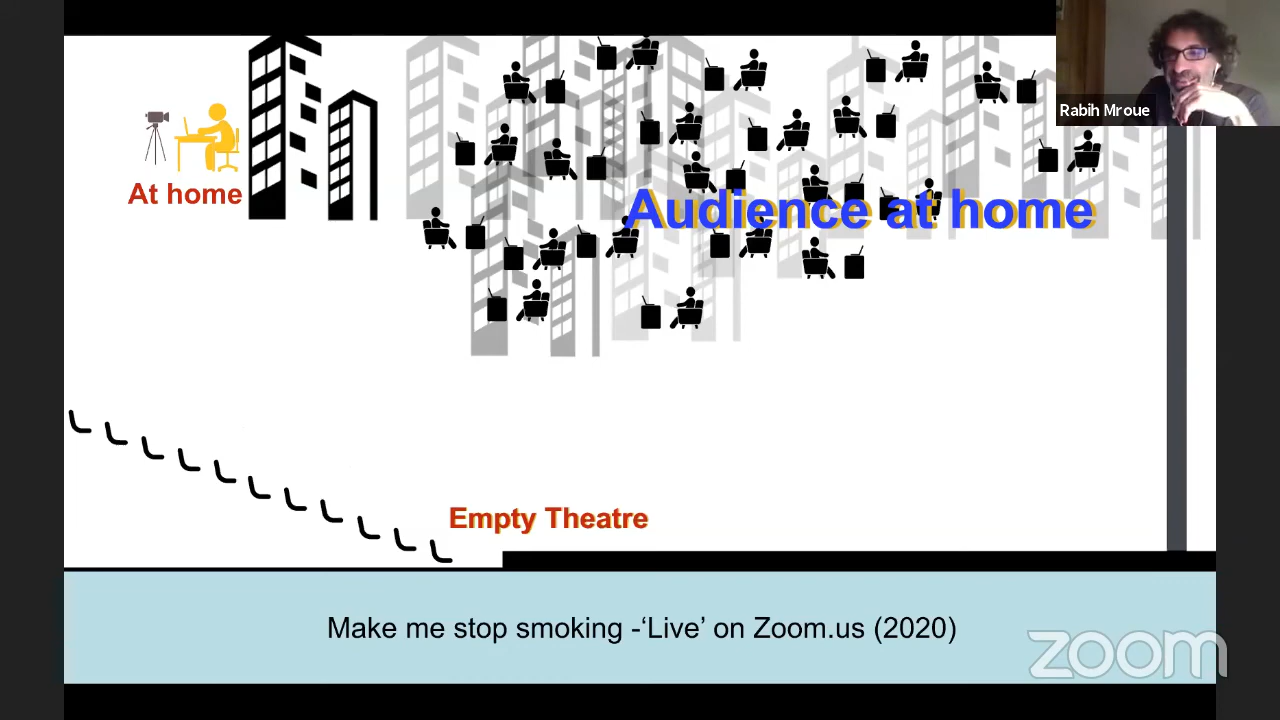 Rabih Mroue
At home
Audience at home
Empty Theatre
Make me stop smoking -‘Live’ on Zoom.us (2020)
zoom